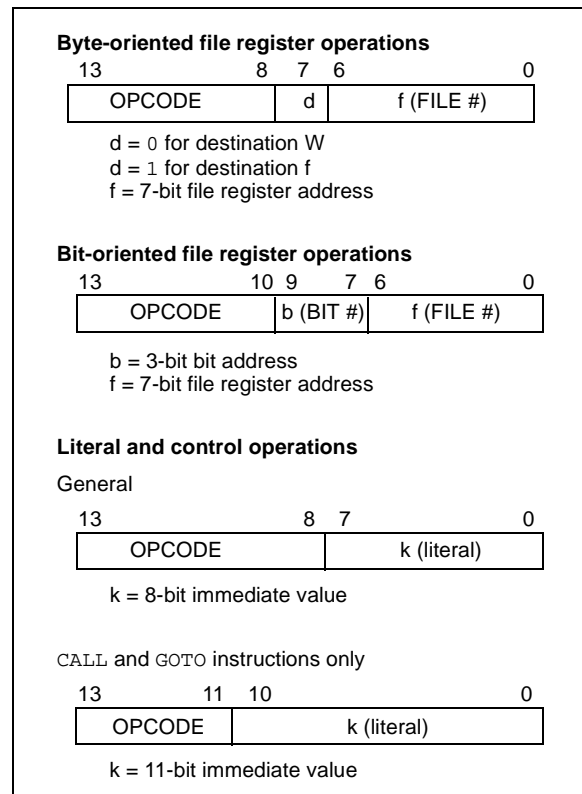 Byte-oriented file register operations
13 8 7 6 0
OPCODE d f (FILE #)
d = 0 for destination W
d = 1 for destination f
f = 7-bit file register address
Bit-oriented file register operations
13 10 9 7 6 0
OPCODE b (BIT #) f (FILE #)
b = 3-bit bit address
f = 7-bit file register address
Literal and control operations
General
13 8 7 0
OPCODE k (literal)
k = 8-bit immediate value
CALL and GOTO instructions only
13 11 10 0
OPCODE k (literal)
k = 11-bit immediate value